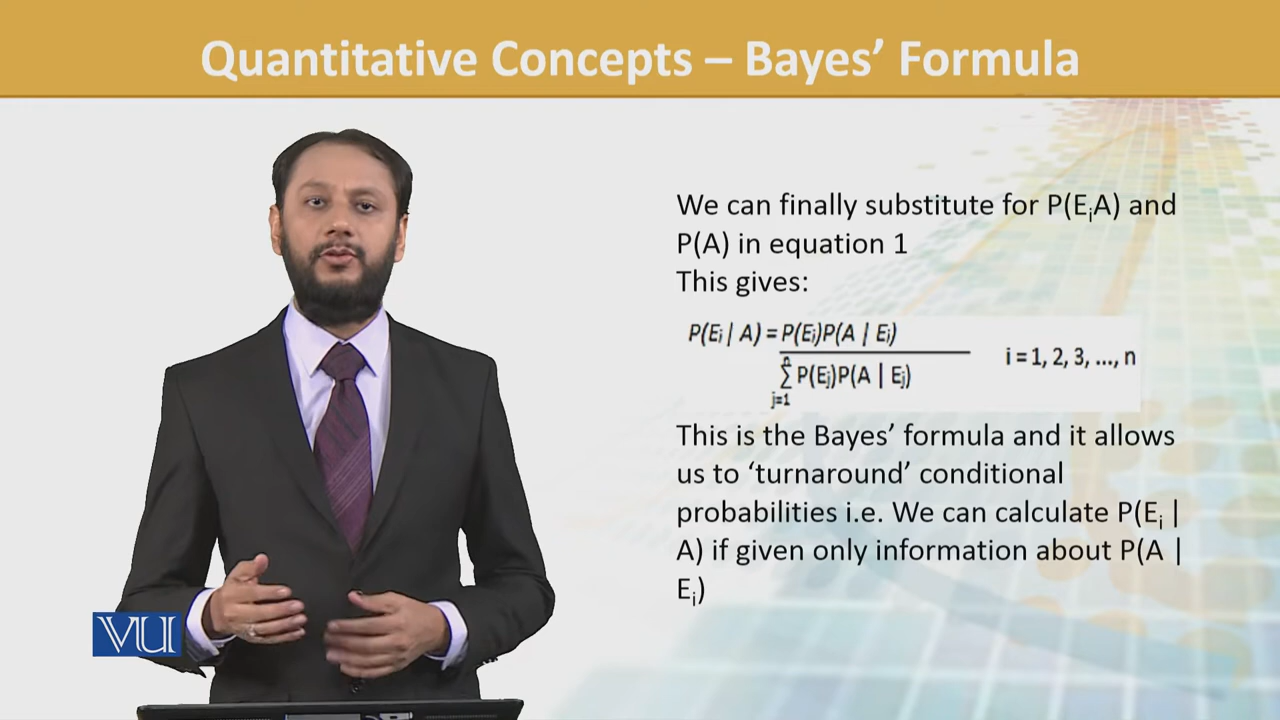 Quantitative Concepts – Bayes’ Formula
We can finally substitute for P(EᵢA) and
P(A) in equation 1
This gives:
P(Eᵢ | A) = P(Eᵢ)P(A | Eᵢ)
n
∑ P(Eⱼ)P(A | Eⱼ)
j=1
i = 1, 2, 3, ..., n
This is the Bayes’ formula and it allows
us to ‘turnaround’ conditional
probabilities i.e. We can calculate P(Eᵢ |
A) if given only information about P(A |
Eᵢ)
VU